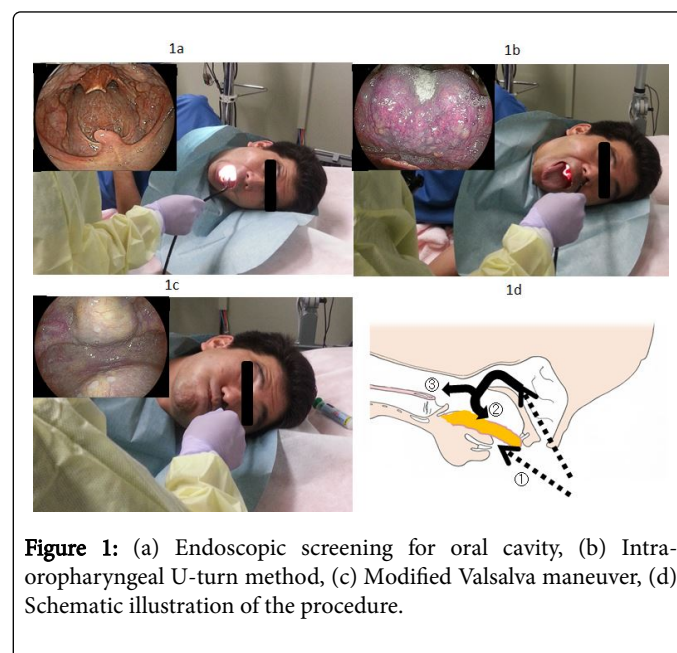 1a
1b
1c
1d
③
②
①
Figure 1: (a) Endoscopic screening for oral cavity, (b) Intra-
oropharyngeal U-turn method, (c) Modified Valsalva maneuver, (d)
Schematic illustration of the procedure.